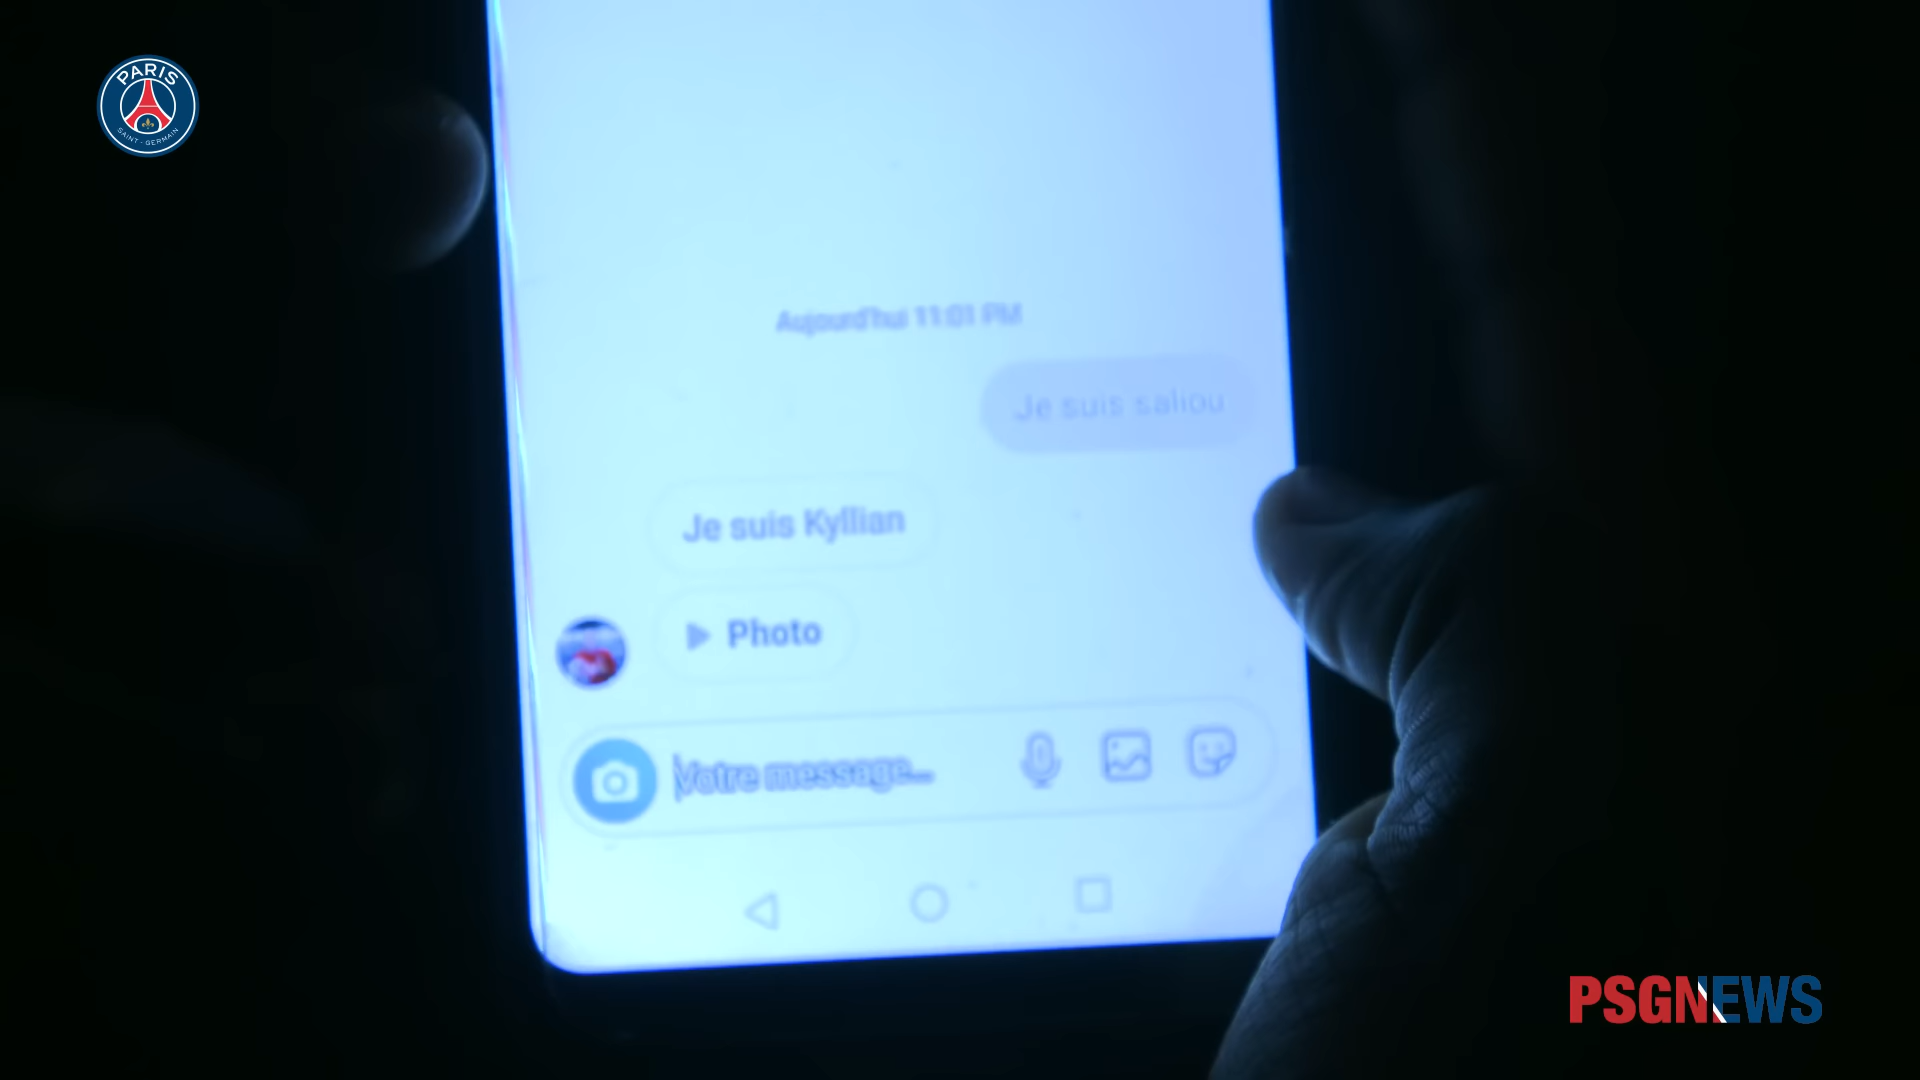 PARIS
SAINT-GERMAIN
Aujourd'hui 11:01 PM
Je suis saliou
Je suis Kyllian
Photo
Votre message...
PSGNEWS